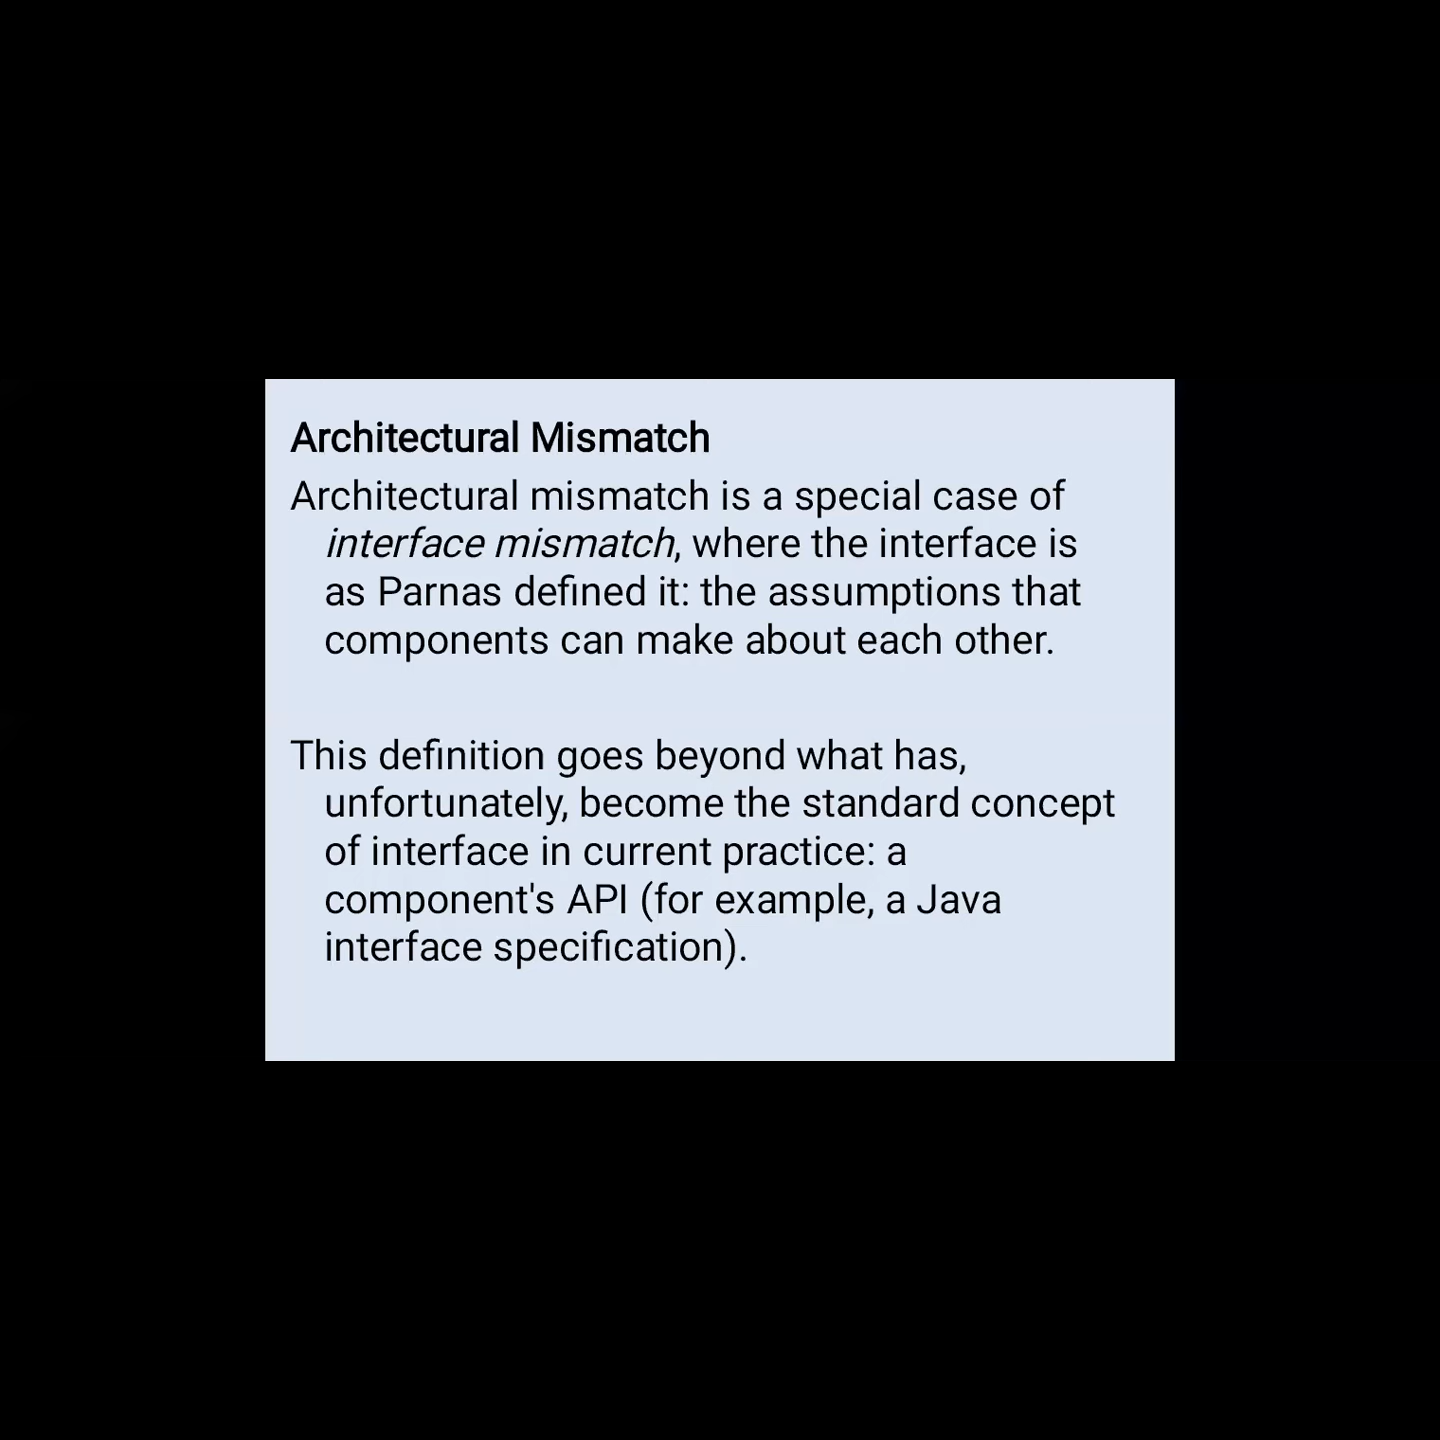 Architectural Mismatch
Architectural mismatch is a special case of
interface mismatch, where the interface is
as Parnas defined it: the assumptions that
components can make about each other.
This definition goes beyond what has,
unfortunately, become the standard concept
of interface in current practice: a
component's API (for example, a Java
interface specification).